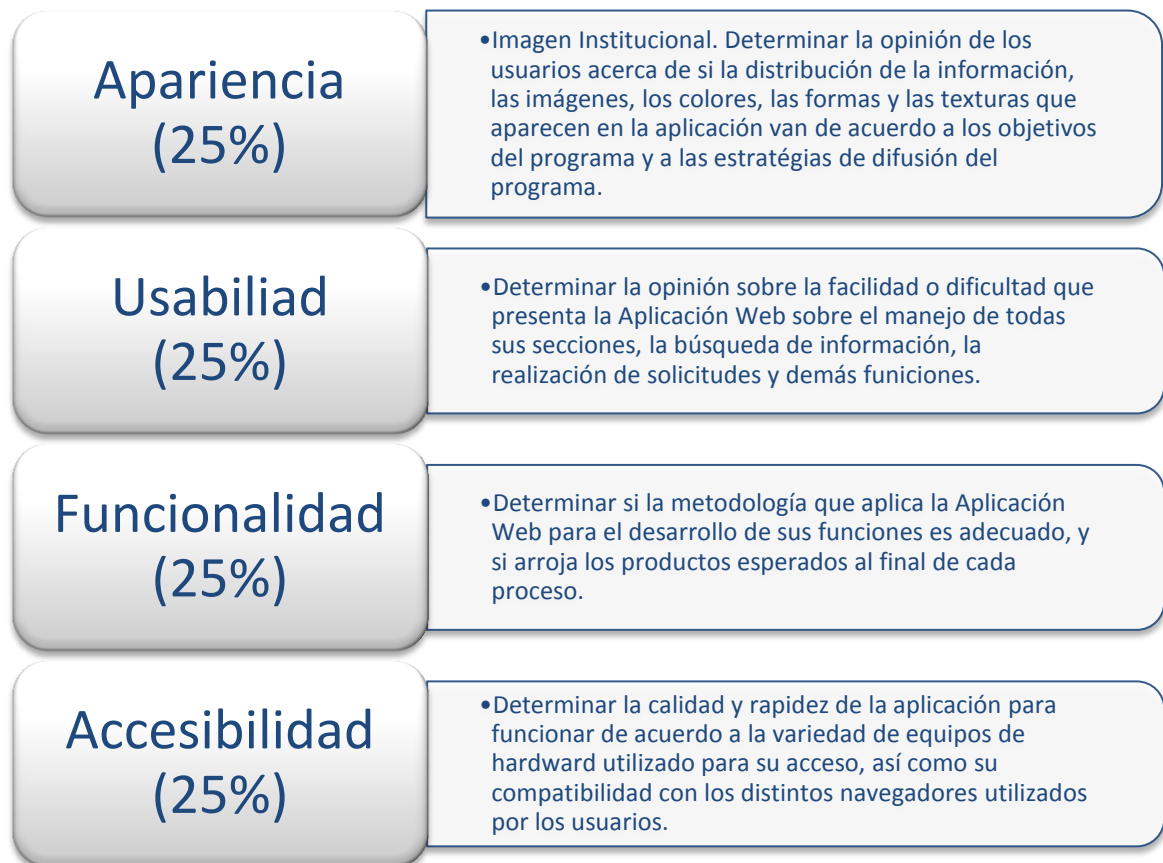 Apariencia
(25%)
•Imagen Institucional. Determinar la opinión de los
usuarios acerca de si la distribución de la información,
las imágenes, los colores, las formas y las texturas que
aparecen en la aplicación van de acuerdo a los objetivos
del programa y a las estratégias de difusión del
programa.
Usabiliad
(25%)
•Determinar la opinión sobre la facilidad o dificultad que
presenta la Aplicación Web sobre el manejo de todas
sus secciones, la búsqueda de información, la
realización de solicitudes y demás funiciones.
Funcionalidad
(25%)
•Determinar si la metodología que aplica la Aplicación
Web para el desarrollo de sus funciones es adecuado, y
si arroja los productos esperados al final de cada
proceso.
Accesibilidad
(25%)
•Determinar la calidad y rapidez de la aplicación para
funcionar de acuerdo a la variedad de equipos de
hardward utilizado para su acceso, así como su
compatibilidad con los distintos navegadores utilizados
por los usuarios.